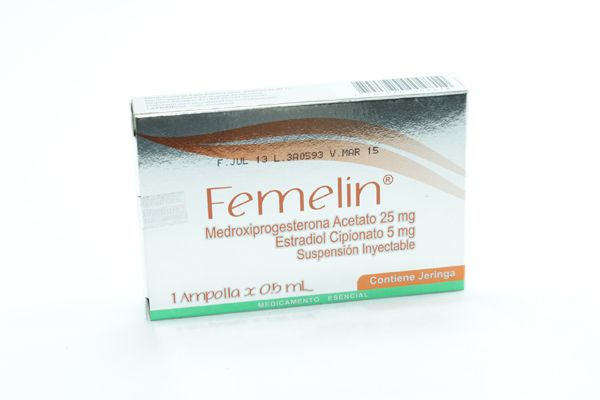 F. JUL 13 L. 3A0593 V. MAR 15
Femelin®
Medroxiprogesterona Acetato 25 mg
Estradiol Cipionato 5 mg
Suspensión Inyectable
1 Ampolla x 0.5 mL
Contiene Jeringa
MEDICAMENTO ESENCIAL